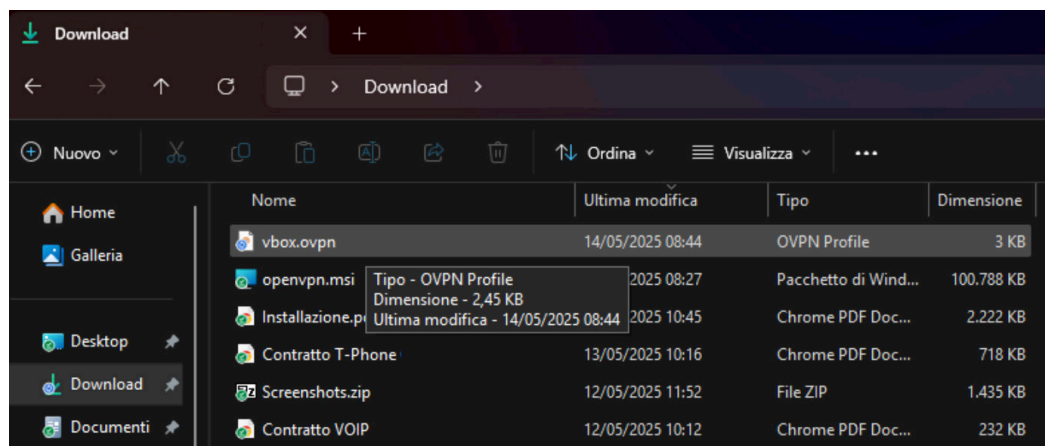 Download
Download
Nuovo
Ordina
Visualizza
Nome Ultima modifica Tipo Dimensione
Home
Galleria
Desktop
Download
Documenti
vbox.ovpn 14/05/2025 08:44 OVPN Profile 3 KB
openvpn.msi 2025 08:27 Pacchetto di Wind... 100.788 KB
Tipo - OVPN Profile
Dimensione - 2,45 KB
Ultima modifica - 14/05/2025 08:44
Installazione.p 2025 10:45 Chrome PDF Doc... 2.222 KB
Contratto T-Phone 13/05/2025 10:16 Chrome PDF Doc... 718 KB
Screenshots.zip 12/05/2025 11:52 File ZIP 1.435 KB
Contratto VOIP 12/05/2025 10:12 Chrome PDF Doc... 232 KB